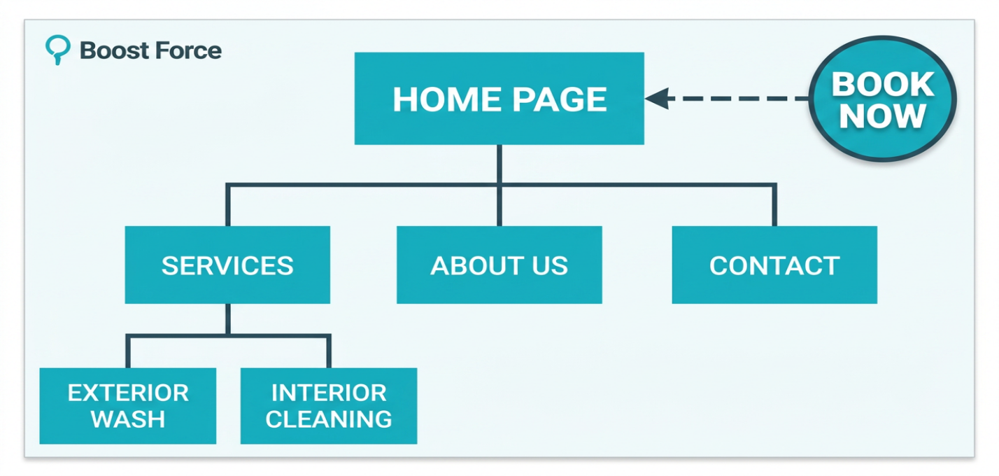 Boost Force
HOME PAGE
BOOK
NOW
SERVICES
ABOUT US
CONTACT
EXTERIOR
WASH
INTERIOR
CLEANING